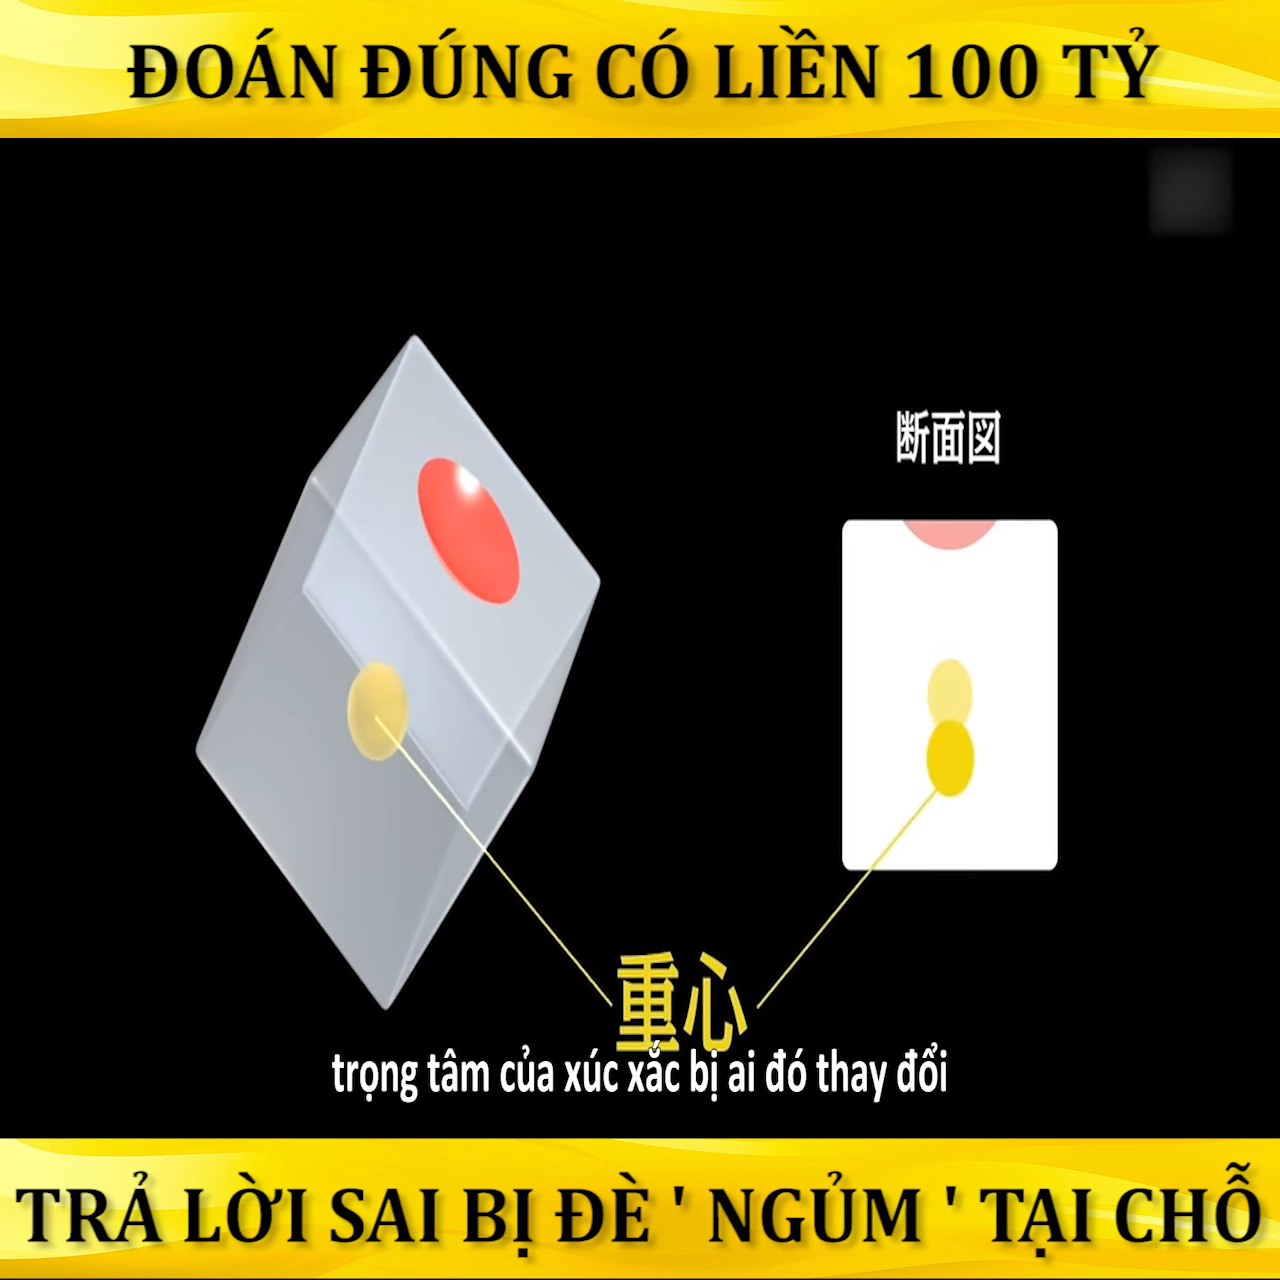 ĐOÁN ĐÚNG CÓ LIỀN 100 TỶ
断面図
重心
trọng tâm của xúc xắc bị ai đó thay đổi
TRẢ LỜI SAI BỊ ĐÈ ' NGỦM ' TẠI CHỖ